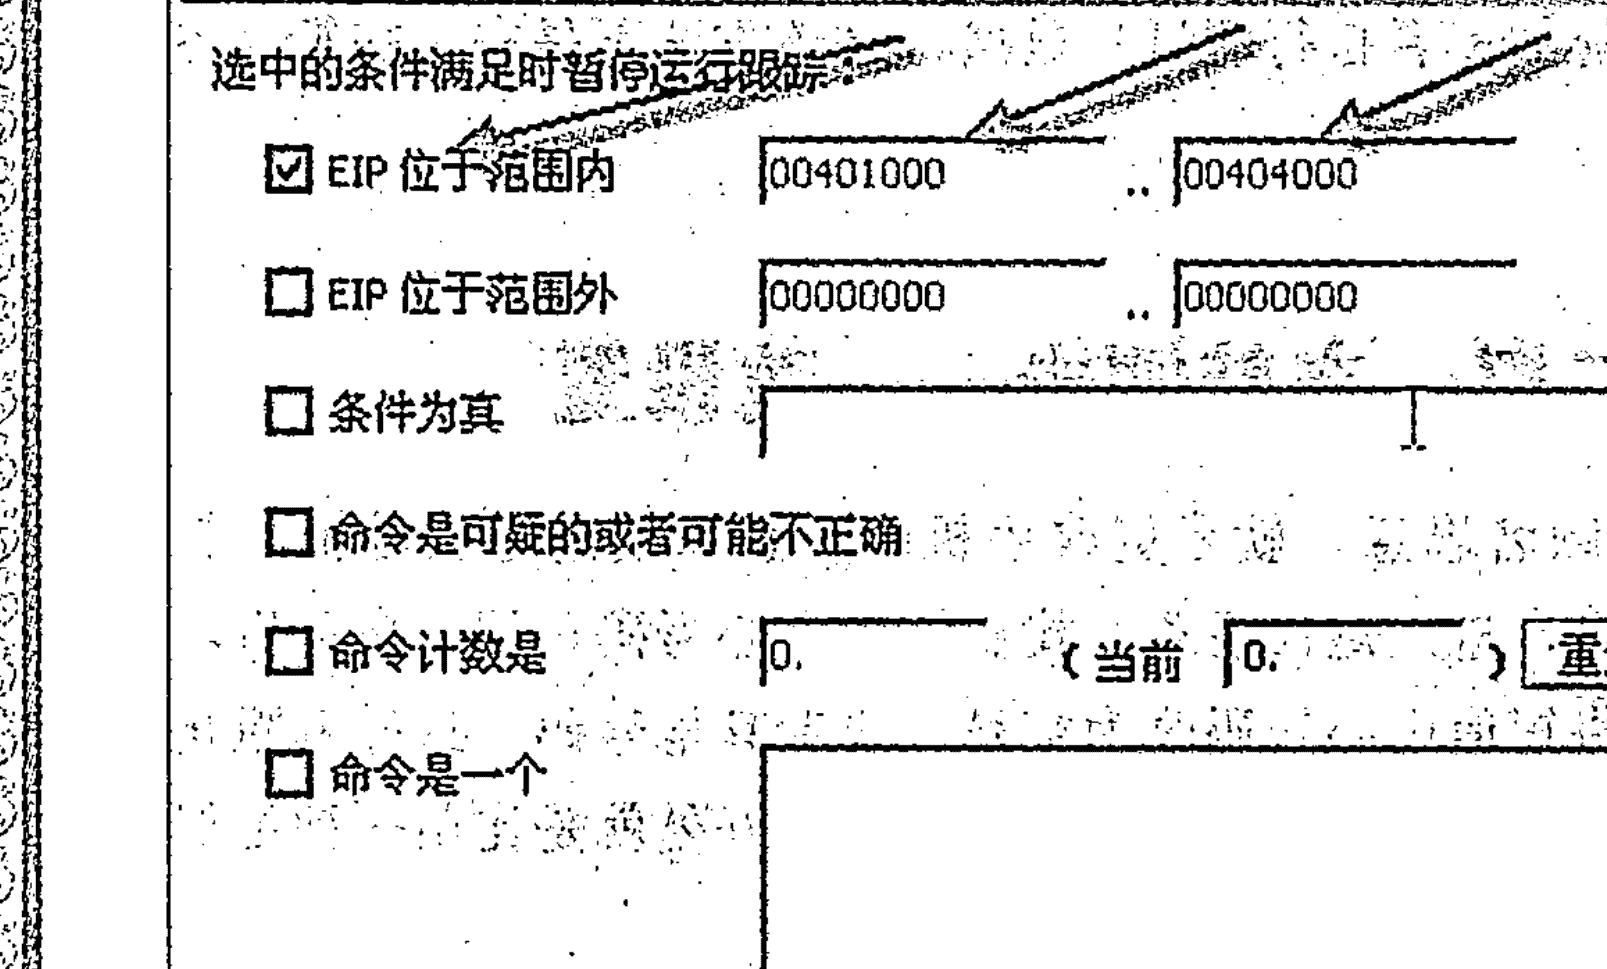 选中的条件满足时暂停运行跟踪:
EIP 位于范围内 00401000 .. 00404000
EIP 位于范围外 00000000 .. 00000000
条件为真
命令是可疑的或者可能不正确
命令计数是 0. (当前 0. ) 重
命令是一个